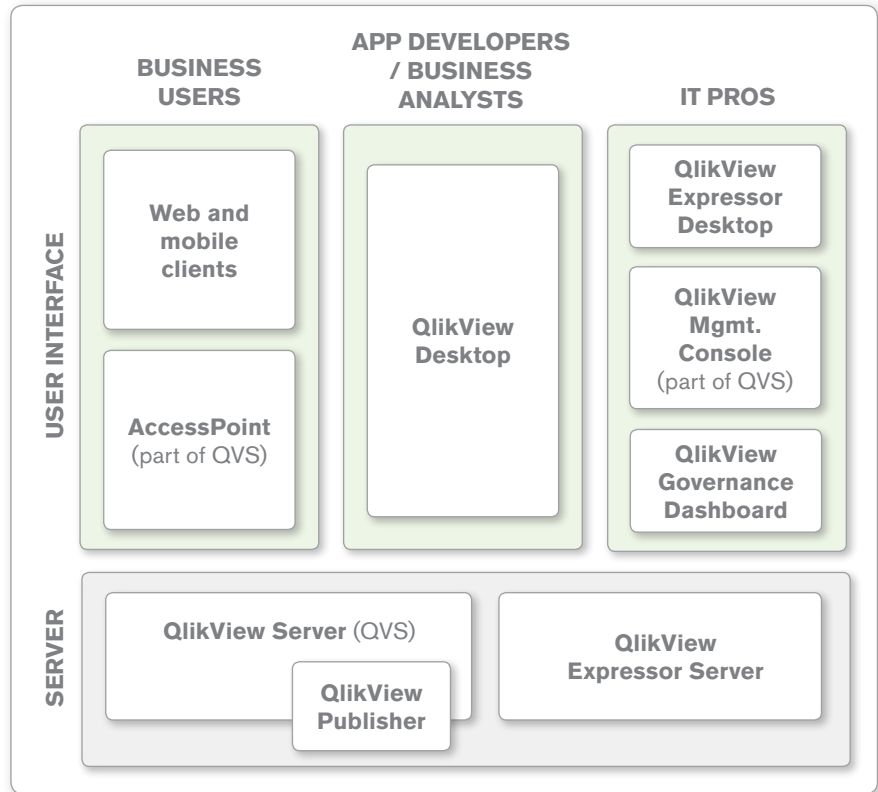 BUSINESS
USERS
APP DEVELOPERS
/ BUSINESS
ANALYSTS
IT PROS
USER INTERFACE
Web and
mobile
clients
AccessPoint
(part of QVS)
QlikView
Desktop
QlikView
Expressor
Desktop
QlikView
Mgmt.
Console
(part of QVS)
QlikView
Governance
Dashboard
SERVER
QlikView Server (QVS)
QlikView
Publisher
QlikView
Expressor Server